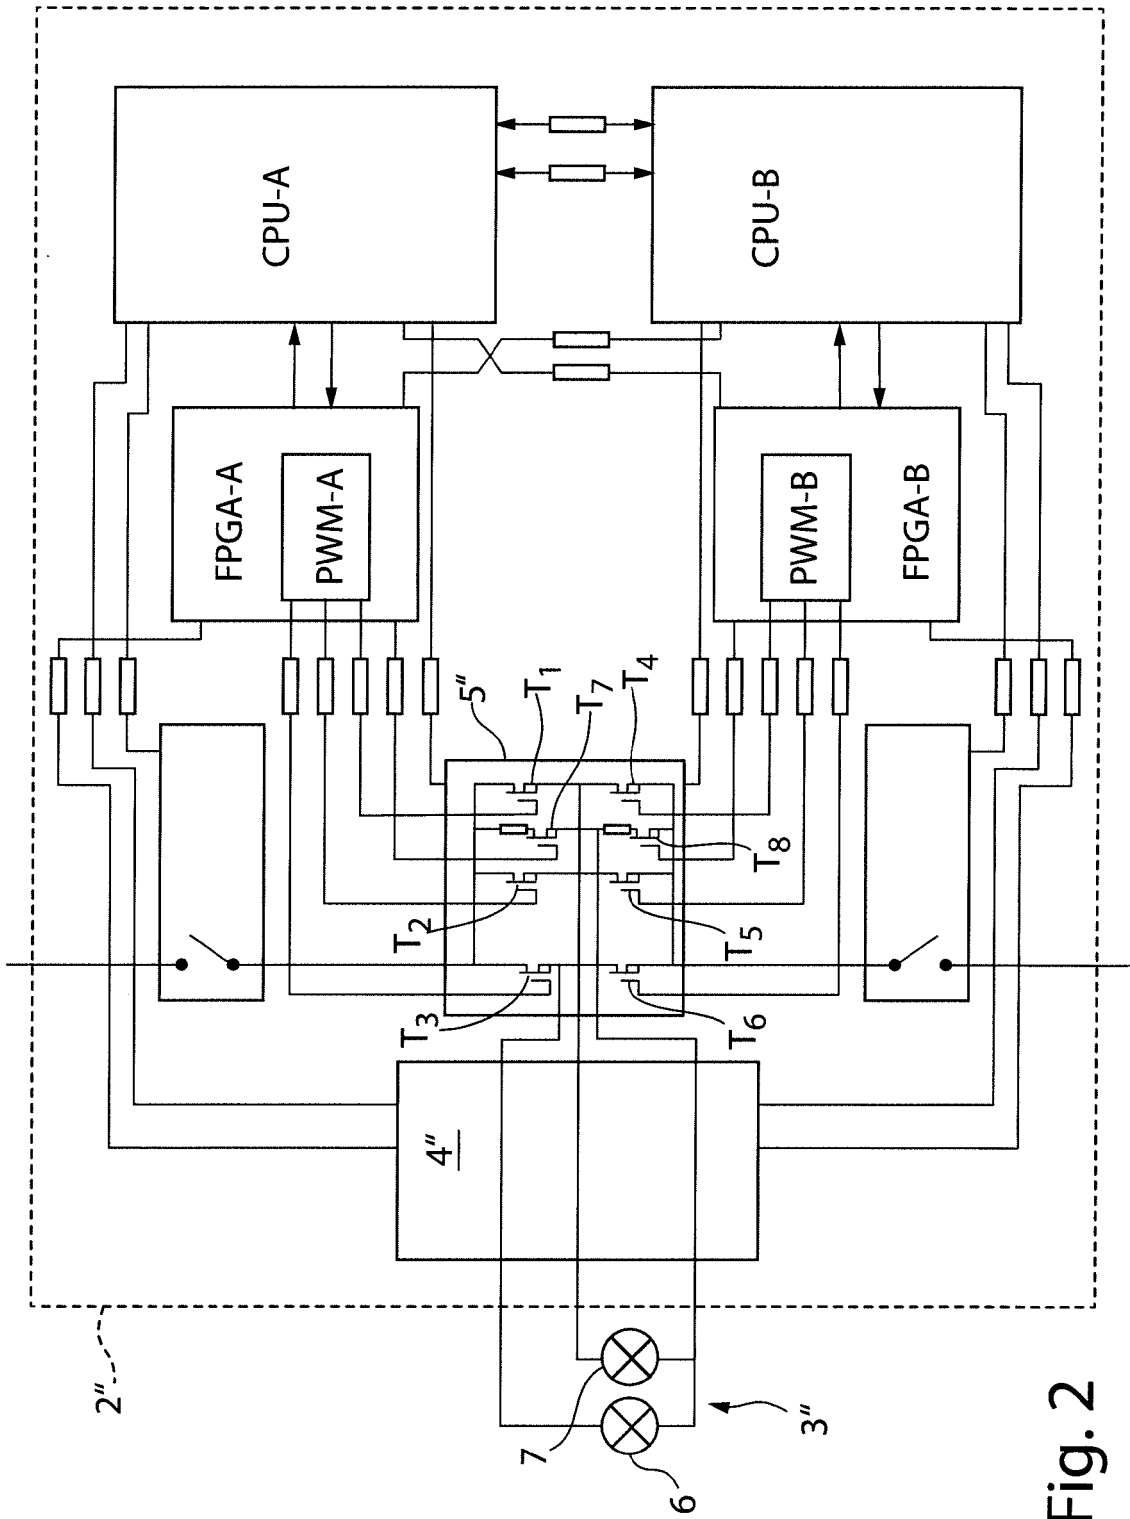 CPU-A
CPU-B
FPGA-A
PWM-A
PWM-B
FPGA-B
5"
T1
T7
T4
T2
T8
T3
T5
T6
4"
2"
7
6
3"
Fig. 2